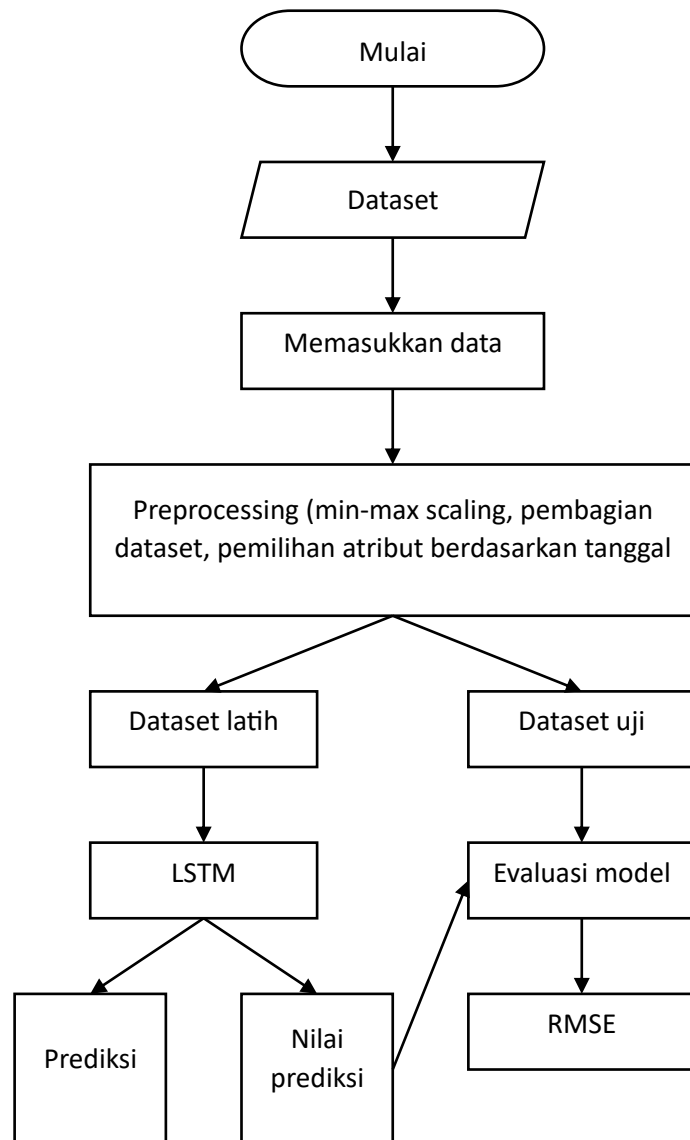 Mulai
Dataset
Memasukkan data
Preprocessing (min-max scaling, pembagian
dataset, pemilihan atribut berdasarkan tanggal
Dataset latih
Dataset uji
LSTM
Evaluasi model
Prediksi
Nilai
prediksi
RMSE